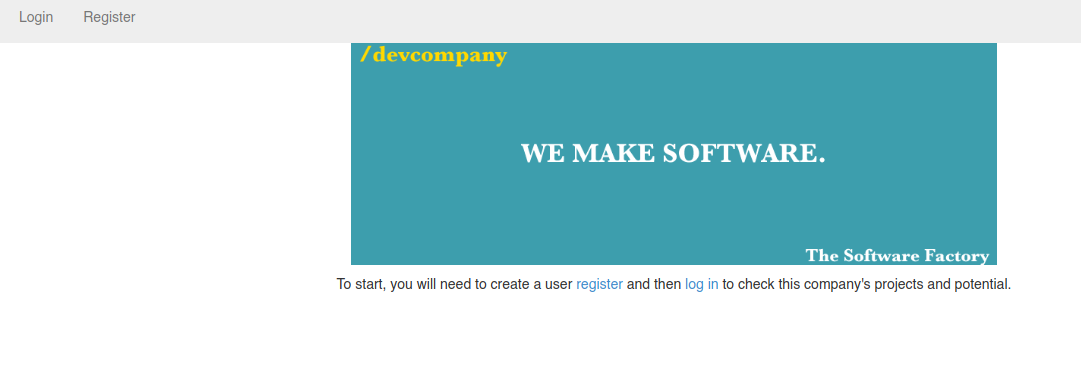 Login Register
/devcompany
WE MAKE SOFTWARE.
The Software Factory
To start, you will need to create a user register and then log in to check this company's projects and potential.